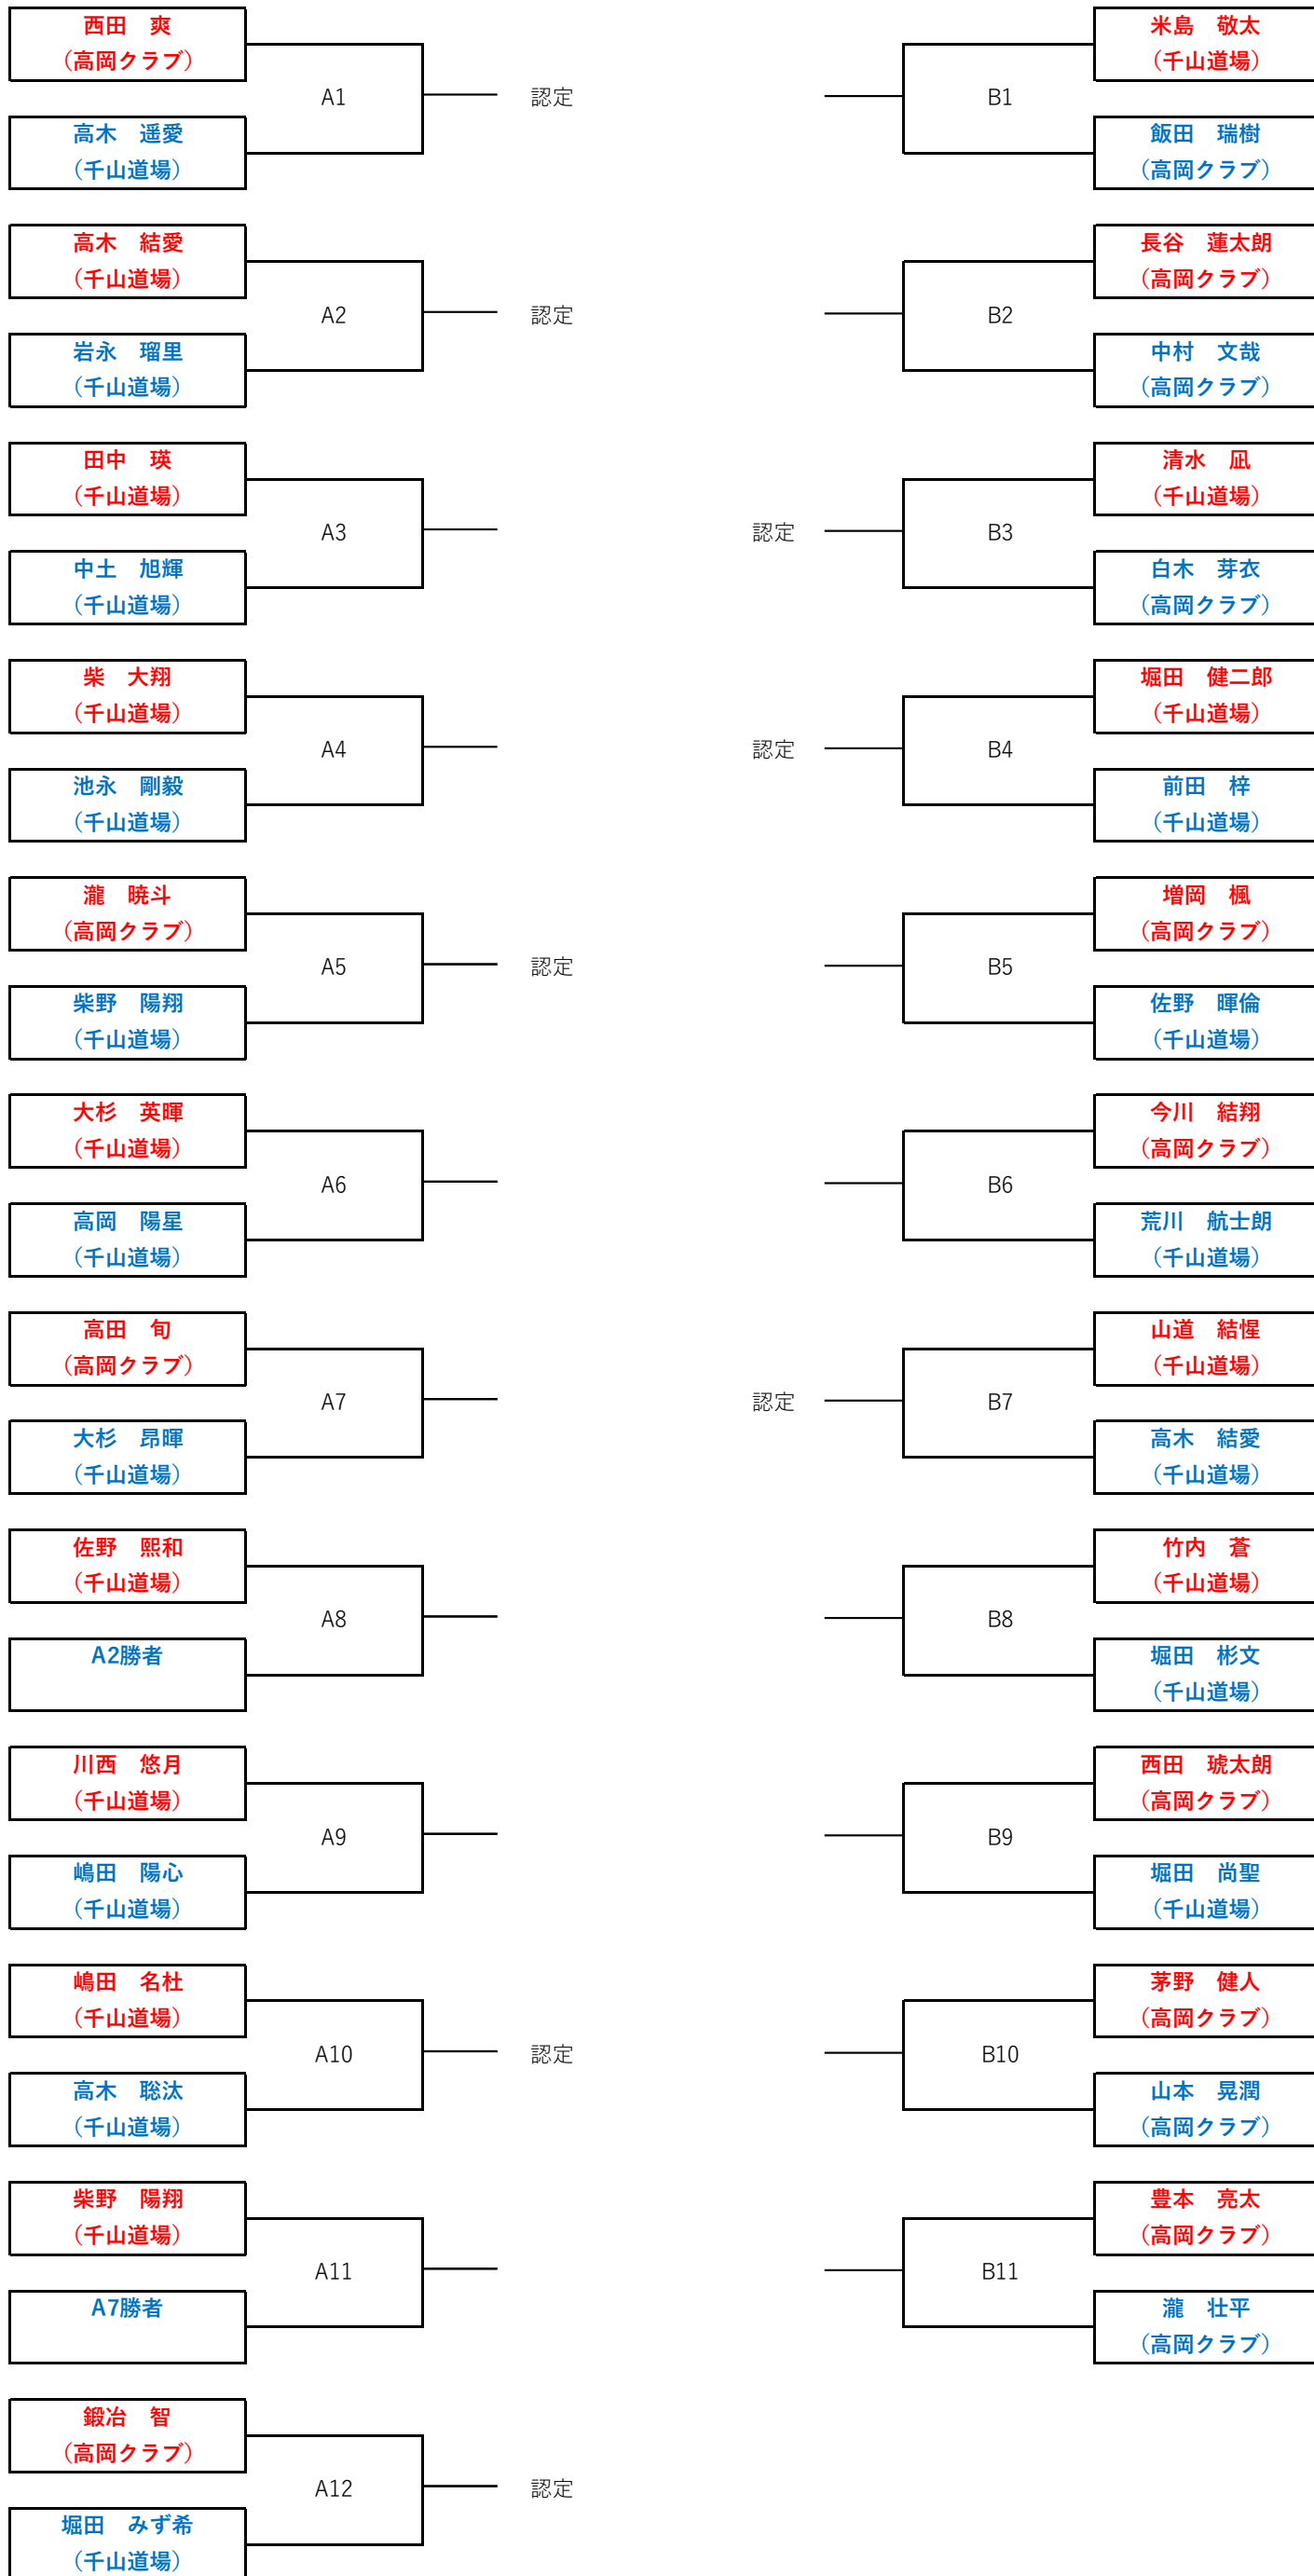 西田　爽
（高岡クラブ）
A1
認定
高木　遥愛
（千山道場）
高木　結愛
（千山道場）
A2
認定
岩永　瑠里
（千山道場）
田中　瑛
（千山道場）
A3
中土　旭輝
（千山道場）
柴　大翔
（千山道場）
A4
池永　剛毅
（千山道場）
瀧　暁斗
（高岡クラブ）
A5
認定
柴野　陽翔
（千山道場）
大杉　英暉
（千山道場）
A6
高岡　陽星
（千山道場）
高田　旬
（高岡クラブ）
A7
大杉　昂暉
（千山道場）
佐野　熙和
（千山道場）
A8
A2勝者
川西　悠月
（千山道場）
A9
嶋田　陽心
（千山道場）
嶋田　名杜
（千山道場）
A10
認定
高木　聡汰
（千山道場）
柴野　陽翔
（千山道場）
A11
A7勝者
鍛冶　智
（高岡クラブ）
A12
認定
堀田　みず希
（千山道場）
米島　敬太
（千山道場）
B1
飯田　瑞樹
（高岡クラブ）
長谷　蓮太朗
（高岡クラブ）
B2
中村　文哉
（高岡クラブ）
清水　凪
（千山道場）
認定
B3
白木　芽衣
（高岡クラブ）
堀田　健二郎
（千山道場）
認定
B4
前田　梓
（千山道場）
増岡　楓
（高岡クラブ）
B5
佐野　暉倫
（千山道場）
今川　結翔
（高岡クラブ）
B6
荒川　航士朗
（千山道場）
山道　結惺
（千山道場）
認定
B7
高木　結愛
（千山道場）
竹内　蒼
（千山道場）
B8
堀田　彬文
（千山道場）
西田　琥太朗
（高岡クラブ）
B9
堀田　尚聖
（千山道場）
茅野　健人
（高岡クラブ）
B10
山本　晃潤
（高岡クラブ）
豊本　亮太
（高岡クラブ）
B11
瀧　壮平
（高岡クラブ）